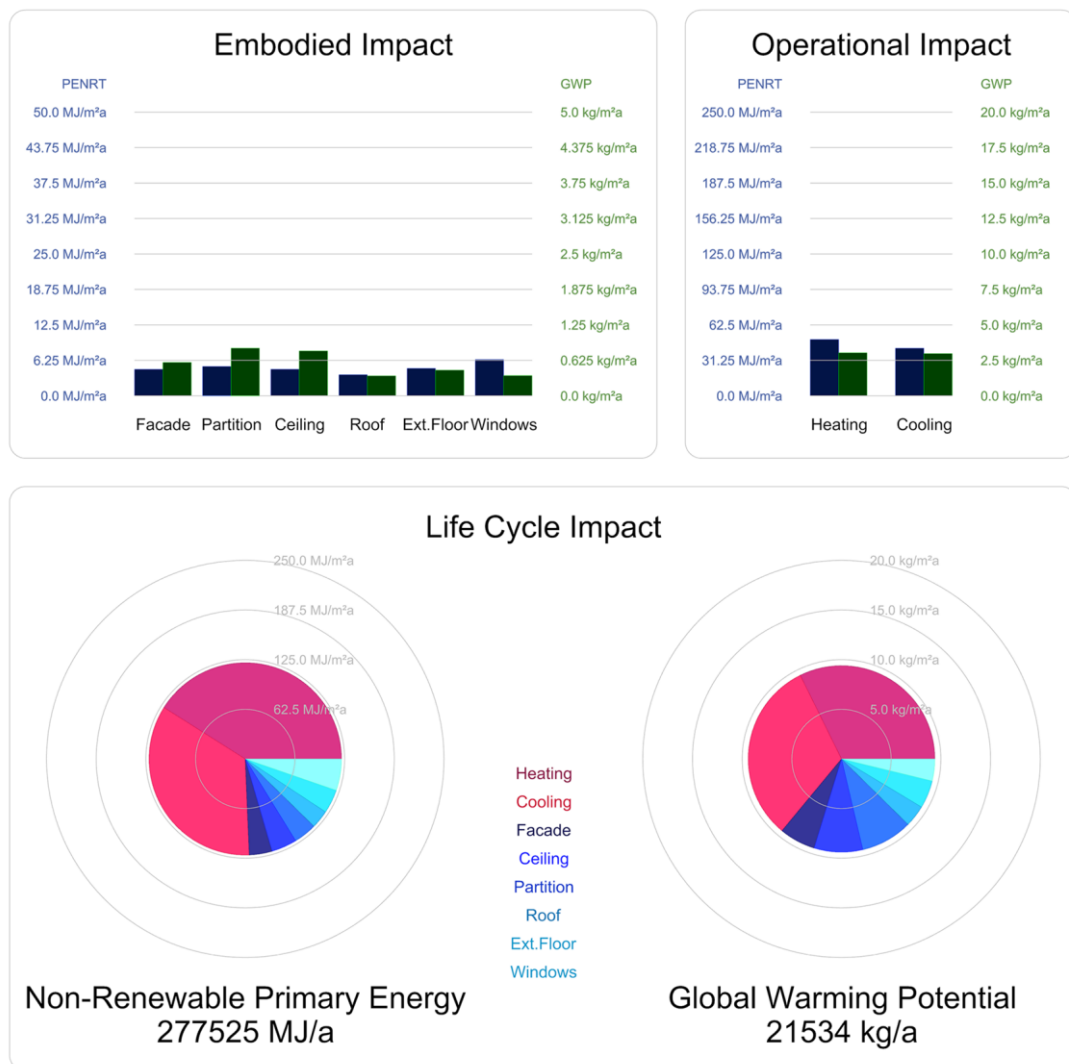 Embodied Impact
PENRT
GWP
50.0 MJ/m²a
5.0 kg/m²a
43.75 MJ/m²a
4.375 kg/m²a
37.5 MJ/m²a
3.75 kg/m²a
31.25 MJ/m²a
3.125 kg/m²a
25.0 MJ/m²a
2.5 kg/m²a
18.75 MJ/m²a
1.875 kg/m²a
12.5 MJ/m²a
1.25 kg/m²a
6.25 MJ/m²a
0.625 kg/m²a
0.0 MJ/m²a
0.0 kg/m²a
Facade Partition Ceiling Roof Ext.Floor Windows
Operational Impact
PENRT
GWP
250.0 MJ/m²a
20.0 kg/m²a
218.75 MJ/m²a
17.5 kg/m²a
187.5 MJ/m²a
15.0 kg/m²a
156.25 MJ/m²a
12.5 kg/m²a
125.0 MJ/m²a
10.0 kg/m²a
93.75 MJ/m²a
7.5 kg/m²a
62.5 MJ/m²a
5.0 kg/m²a
31.25 MJ/m²a
2.5 kg/m²a
0.0 MJ/m²a
0.0 kg/m²a
Heating Cooling
Life Cycle Impact
250.0 MJ/m²a
187.5 MJ/m²a
125.0 MJ/m²a
62.5 MJ/m²a
Non-Renewable Primary Energy
277525 MJ/a
Heating
Cooling
Facade
Ceiling
Partition
Roof
Ext.Floor
Windows
20.0 kg/m²a
15.0 kg/m²a
10.0 kg/m²a
5.0 kg/m²a
Global Warming Potential
21534 kg/a